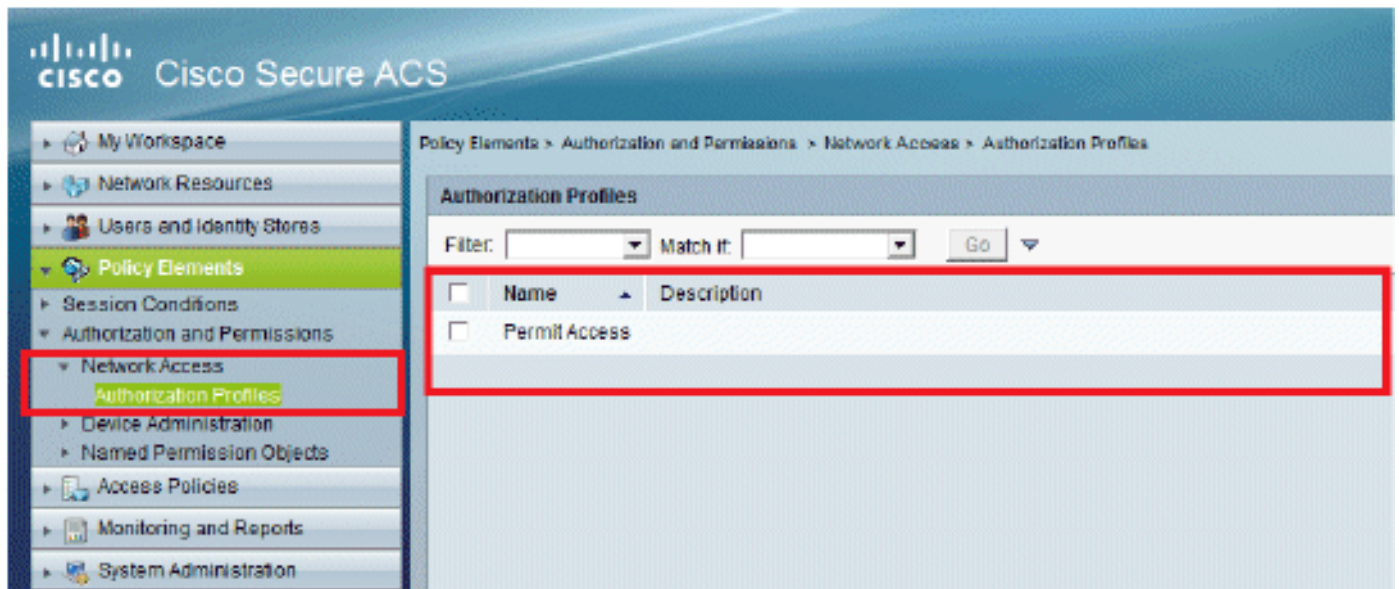 CISCO Cisco Secure ACS
My Workspace
Network Resources
Users and Identity Stores
Policy Elements
Session Conditions
Authorization and Permissions
Network Access
Authorization Profiles
Device Administration
Named Permission Objects
Access Policies
Monitoring and Reports
System Administration
Policy Elements > Authorization and Permissions > Network Access > Authorization Profiles
Authorization Profiles
Filter: Match if: Go
Name Description
Permit Access